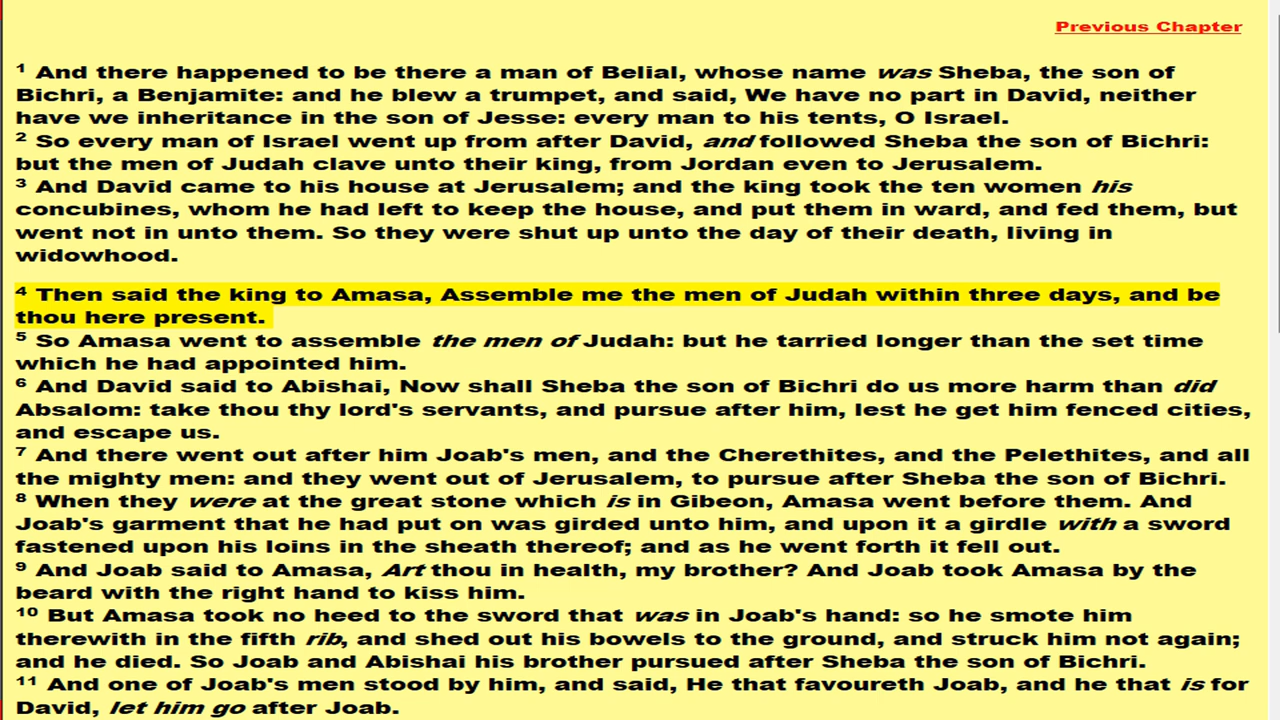 Previous Chapter
1 And there happened to be there a man of Belial, whose name was Sheba, the son of
Bichri, a Benjamite: and he blew a trumpet, and said, We have no part in David, neither
have we inheritance in the son of Jesse: every man to his tents, O Israel.
2 So every man of Israel went up from after David, and followed Sheba the son of Bichri:
but the men of Judah clave unto their king, from Jordan even to Jerusalem.
3 And David came to his house at Jerusalem; and the king took the ten women his
concubines, whom he had left to keep the house, and put them in ward, and fed them, but
went not in unto them. So they were shut up unto the day of their death, living in
widowhood.
4 Then said the king to Amasa, Assemble me the men of Judah within three days, and be
thou here present.
5 So Amasa went to assemble the men of Judah: but he tarried longer than the set time
which he had appointed him.
6 And David said to Abishai, Now shall Sheba the son of Bichri do us more harm than did
Absalom: take thou thy lord's servants, and pursue after him, lest he get him fenced cities,
and escape us.
7 And there went out after him Joab's men, and the Cherethites, and the Pelethites, and all
the mighty men: and they went out of Jerusalem, to pursue after Sheba the son of Bichri.
8 When they were at the great stone which is in Gibeon, Amasa went before them. And
Joab's garment that he had put on was girded unto him, and upon it a girdle with a sword
fastened upon his loins in the sheath thereof; and as he went forth it fell out.
9 And Joab said to Amasa, Art thou in health, my brother? And Joab took Amasa by the
beard with the right hand to kiss him.
10 But Amasa took no heed to the sword that was in Joab's hand: so he smote him
therewith in the fifth rib, and shed out his bowels to the ground, and struck him not again;
and he died. So Joab and Abishai his brother pursued after Sheba the son of Bichri.
11 And one of Joab's men stood by him, and said, He that favoureth Joab, and he that is for
David, let him go after Joab.